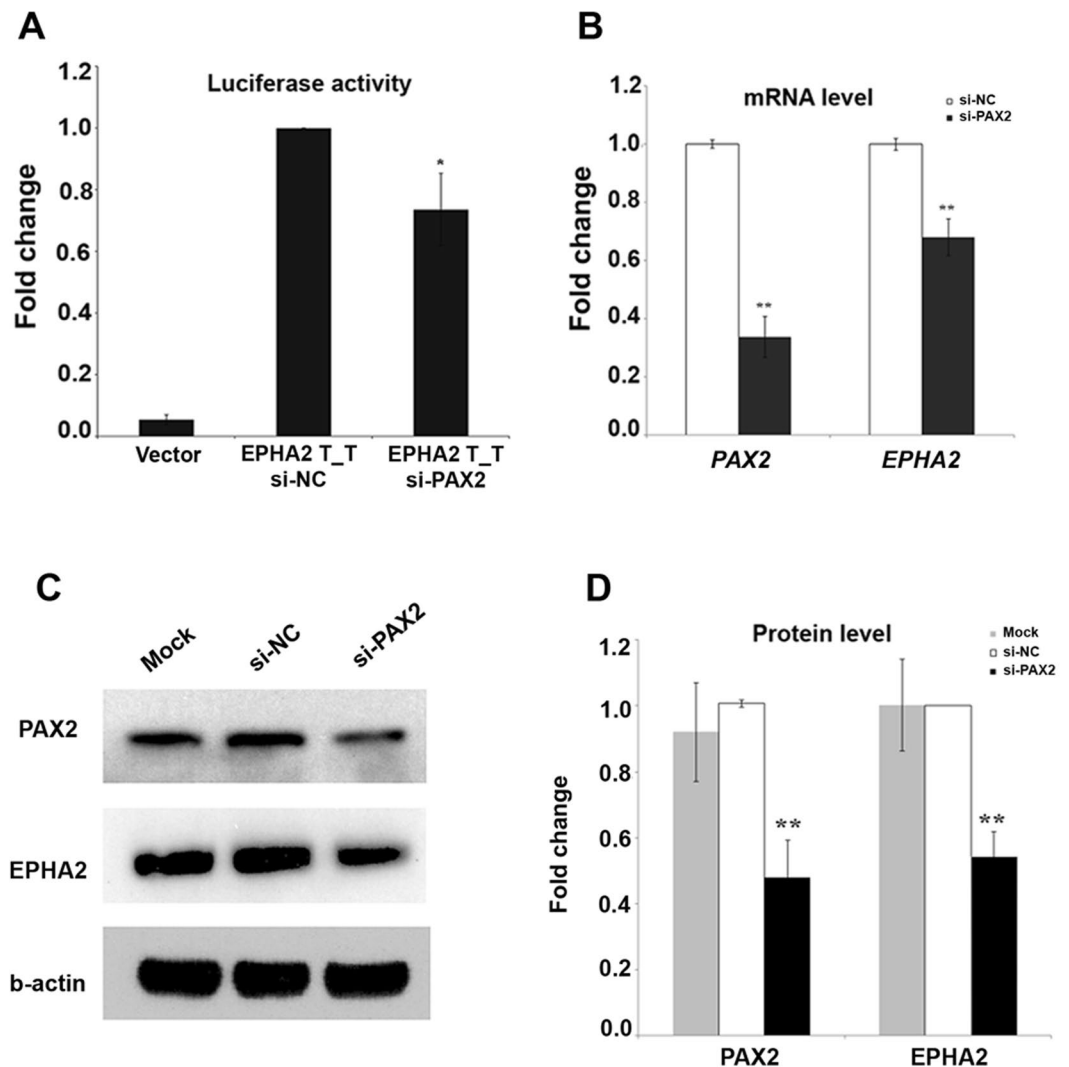 A
Luciferase activity
Fold change
1.2
1.0
0.8
0.6
0.4
0.2
0.0
*
Vector
EPHA2 T_T
si-NC
EPHA2 T_T
si-PAX2
B
mRNA level
si-NC
si-PAX2
Fold change
1.2
1.0
0.8
0.6
0.4
0.2
0.0
**
**
PAX2
EPHA2
C
Mock
si-NC
si-PAX2
PAX2
EPHA2
b-actin
D
Protein level
Mock
si-NC
si-PAX2
Fold change
1.2
1.0
0.8
0.6
0.4
0.2
0.0
**
**
PAX2
EPHA2